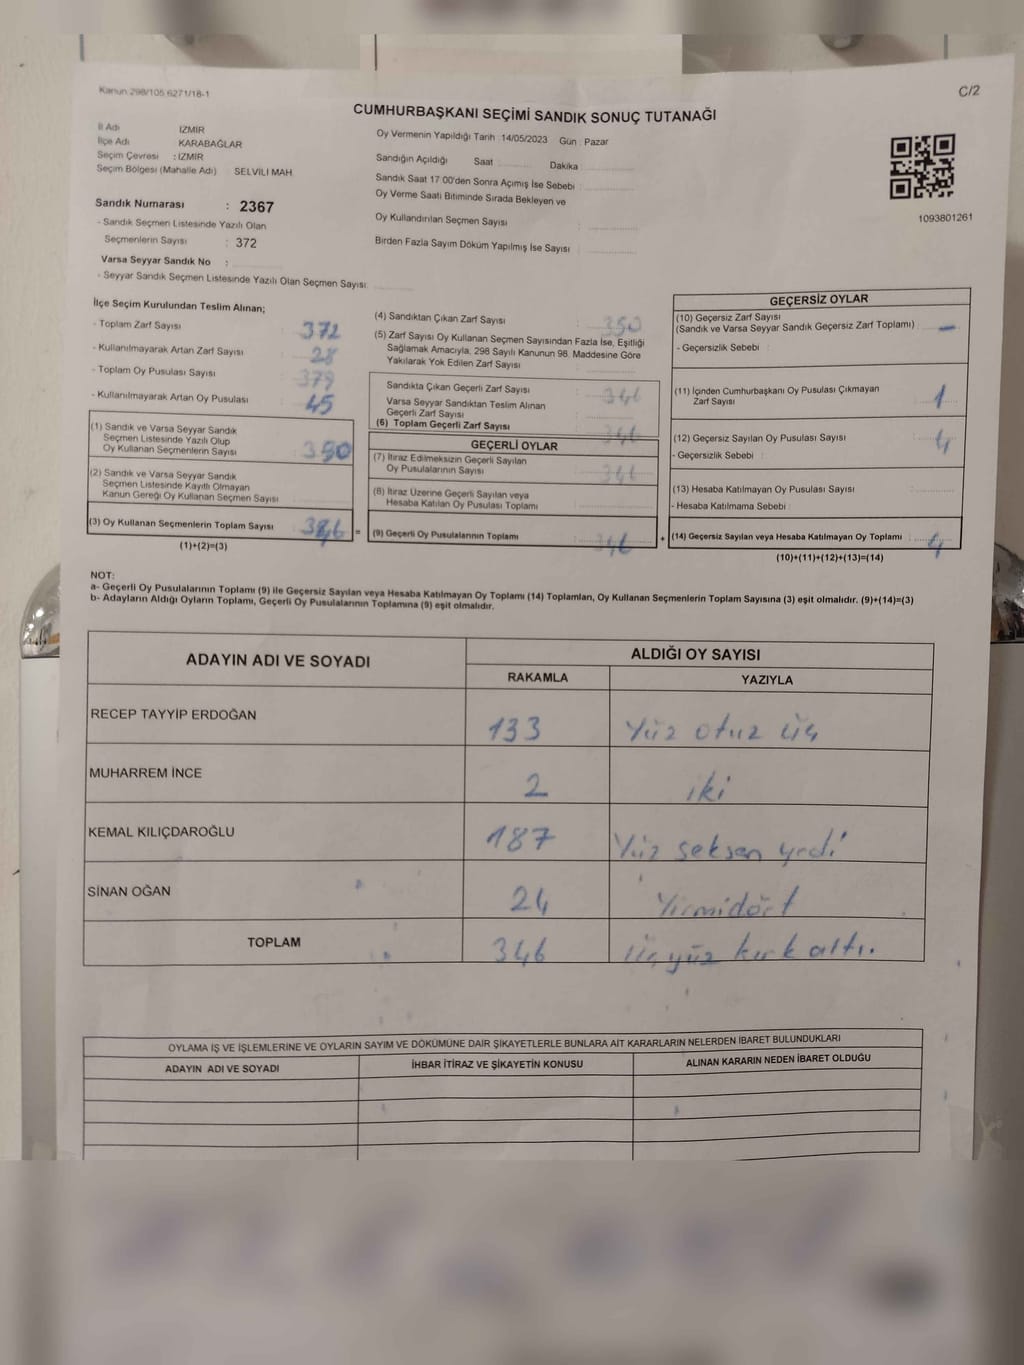 Kanun 298/105 6271/18-1
C/2
CUMHURBAŞKANI SEÇİMİ SANDIK SONUÇ TUTANAĞI
İl Adı IZMIR
İlçe Adı KARABAĞLAR
Seçim Çevresi : IZMIR
Seçim Bölgesi (Mahalle Adı) SELVİLİ MAH.
Oy Vermenin Yapıldığı Tarih :14/05/2023 Gün : Pazar
Sandığın Açıldığı Saat Dakika
Sandık Saat 17:00'den Sonra Açımış İse Sebebi :
Oy Verme Saati Bitiminde Sırada Bekleyen ve
Oy Kullandırılan Seçmen Sayısı :
Birden Fazla Sayım Döküm Yapılmış İse Sayısı :
1093801261
Sandık Numarası : 2367
- Sandık Seçmen Listesinde Yazılı Olan
Seçmenlerin Sayısı : 372
Varsa Seyyar Sandık No :
- Seyyar Sandık Seçmen Listesinde Yazılı Olan Seçmen Sayısı:
İlçe Seçim Kurulundan Teslim Alınan;
- Toplam Zarf Sayısı : 372
- Kullanılmayarak Artan Zarf Sayısı : 28
- Toplam Oy Pusulası Sayısı : 379
- Kullanılmayarak Artan Oy Pusulası : 45
(1) Sandık ve Varsa Seyyar Sandık
Seçmen Listesinde Yazılı Olup
Oy Kullanan Seçmenlerin Sayısı : 350
(2) Sandık ve Varsa Seyyar Sandık
Seçmen Listesinde Kayıtlı Olmayan
Kanun Gereği Oy Kullanan Seçmen Sayısı
(3) Oy Kullanan Seçmenlerin Toplam Sayısı :
(1)+(2)=(3)
(4) Sandıktan Çıkan Zarf Sayısı : 350
(5) Zarf Sayısı Oy Kullanan Seçmen Sayısından Fazla İse, Eşitliği
Sağlamak Amacıyla, 298 Sayılı Kanunun 98. Maddesine Göre
Yakılarak Yok Edilen Zarf Sayısı :
Sandıkta Çıkan Geçerli Zarf Sayısı : 346
Varsa Seyyar Sandıktan Teslim Alınan
Geçerli Zarf Sayısı
(6) Toplam Geçerli Zarf Sayısı : 346
GEÇERLİ OYLAR
(7) İtiraz Edilmeksizin Geçerli Sayılan
Oy Pusulalarının Sayısı : 346
(8) İtiraz Üzerine Geçerli Sayılan veya
Hesaba Katılan Oy Pusulası Toplamı :
= (9) Geçerli Oy Pusulalarının Toplamı : 346
GEÇERSİZ OYLAR
(10) Geçersiz Zarf Sayısı
(Sandık ve Varsa Seyyar Sandık Geçersiz Zarf Toplamı) : -
- Geçersizlik Sebebi :
(11) İçinden Cumhurbaşkanı Oy Pusulası Çıkmayan
Zarf Sayısı : 1
(12) Geçersiz Sayılan Oy Pusulası Sayısı : 4
- Geçersizlik Sebebi :
(13) Hesaba Katılmayan Oy Pusulası Sayısı :
- Hesaba Katılmama Sebebi :
+ (14) Geçersiz Sayılan veya Hesaba Katılmayan Oy Toplamı : 4
(10)+(11)+(12)+(13)=(14)
NOT:
a- Geçerli Oy Pusulalarının Toplamı (9) ile Geçersiz Sayılan veya Hesaba Katılmayan Oy Toplamı (14) Toplamları, Oy Kullanan Seçmenlerin Toplam Sayısına (3) eşit olmalıdır. (9)+(14)=(3)
b- Adayların Aldığı Oyların Toplamı, Geçerli Oy Pusulalarının Toplamına (9) eşit olmalıdır.
ADAYIN ADI VE SOYADI ALDIĞI OY SAYISI
RAKAMLA YAZIYLA
RECEP TAYYİP ERDOĞAN 133 Yüz otuz üç
MUHARREM İNCE 2 iki
KEMAL KILIÇDAROĞLU 187 Yüz seksen yedi
SİNAN OĞAN 24 Yirmidört
TOPLAM 346 üçyüz kırk altı.
OYLAMA İŞ VE İŞLEMLERİNE VE OYLARIN SAYIM VE DÖKÜMÜNE DAİR ŞİKAYETLERLE BUNLARA AİT KARARLARIN NELERDEN İBARET BULUNDUKLARI
ADAYIN ADI VE SOYADI İHBAR İTİRAZ VE ŞİKAYETİN KONUSU ALINAN KARARIN NEDEN İBARET OLDUĞU